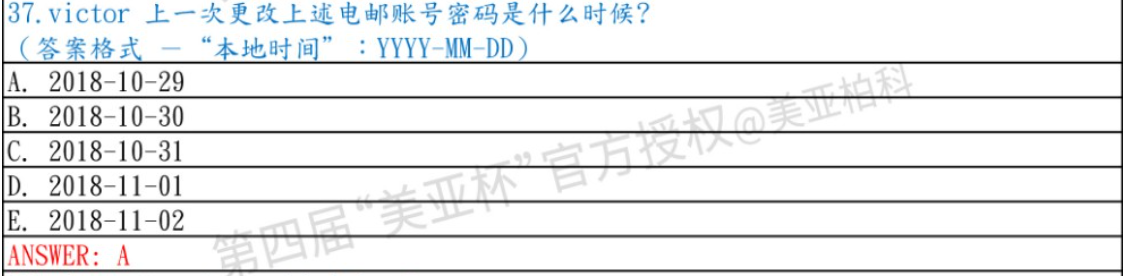 37.victor 上一次更改上述电邮账号密码是什么时候?
(答案格式 — “本地时间” :YYYY-MM-DD)
A. 2018-10-29
B. 2018-10-30
C. 2018-10-31
D. 2018-11-01
E. 2018-11-02
ANSWER: A
第四届“美亚杯”官方授权@美亚柏科